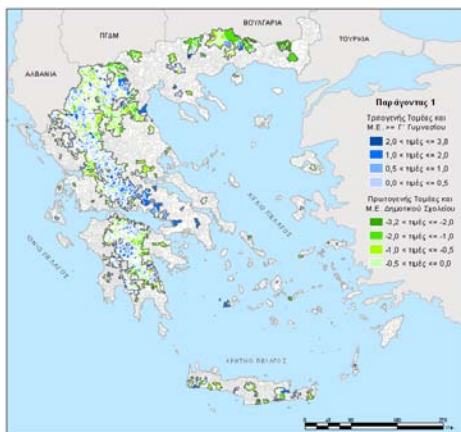 ΒΟΥΛΓΑΡΙΑ
ΠΓΔΜ
ΤΟΥΡΚΙΑ
ΑΛΒΑΝΙΑ
Παράγοντας 1
Τριτογενής Τομέας και
Μ.Ε. >= Γ' Γυμνασίου
2,0 < τιμές <= 3,8
1,0 < τιμές <= 2,0
0,5 < τιμές <= 1,0
0,0 < τιμές <= 0,5
Πρωτογενής Τομέας και
Μ.Ε. Δημοτικού Σχολείου
-3,2 < τιμές <= -2,0
-2,0 < τιμές <= -1,0
-1,0 < τιμές <= -0,5
-0,5 < τιμές <= 0,0
ΑΙΓΑΙΟ ΠΕΛΑΓΟΣ
ΙΟΝΙΟ ΠΕΛΑΓΟΣ
ΚΡΗΤΙΚΟ ΠΕΛΑΓΟΣ